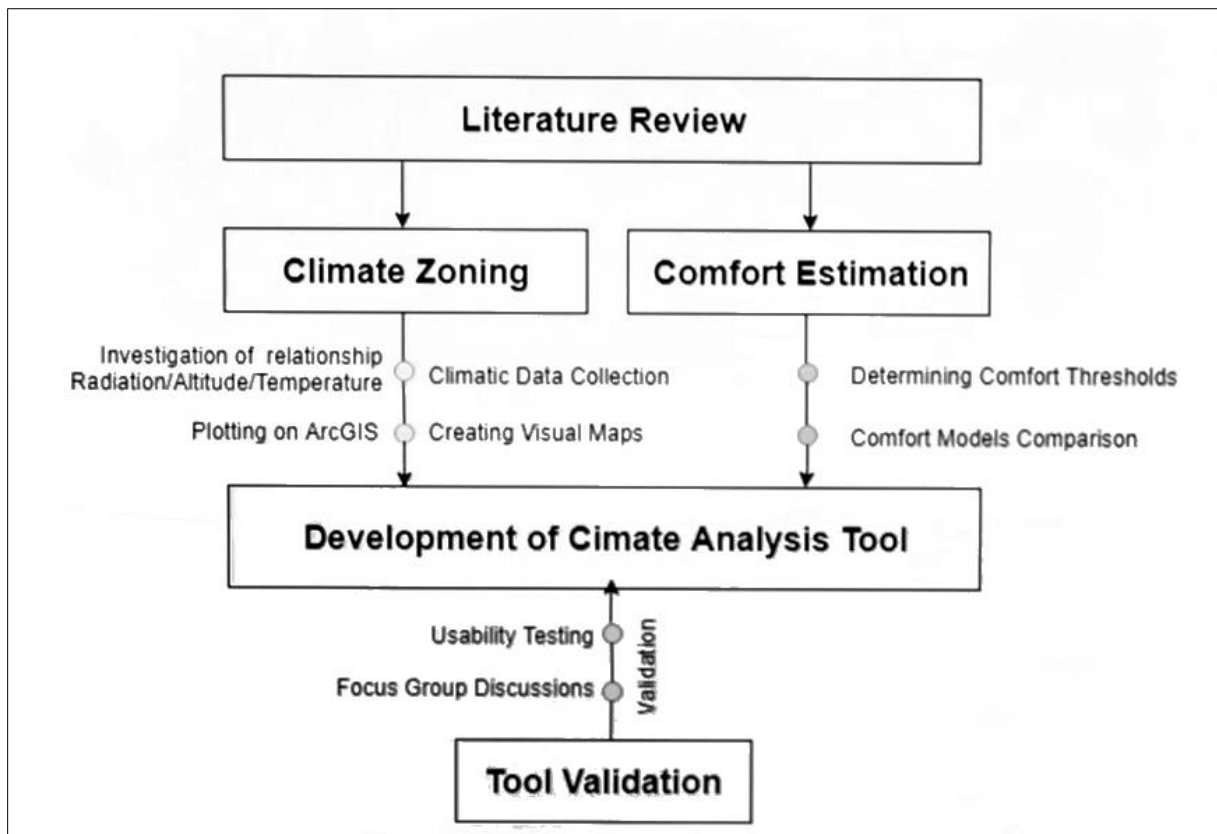 Literature Review
Climate Zoning
Comfort Estimation
Investigation of relationship
Radiation/Altitude/Temperature
Climatic Data Collection
Determining Comfort Thresholds
Plotting on ArcGIS
Creating Visual Maps
Comfort Models Comparison
Development of Cimate Analysis Tool
Usability Testing
Validation
Focus Group Discussions
Tool Validation